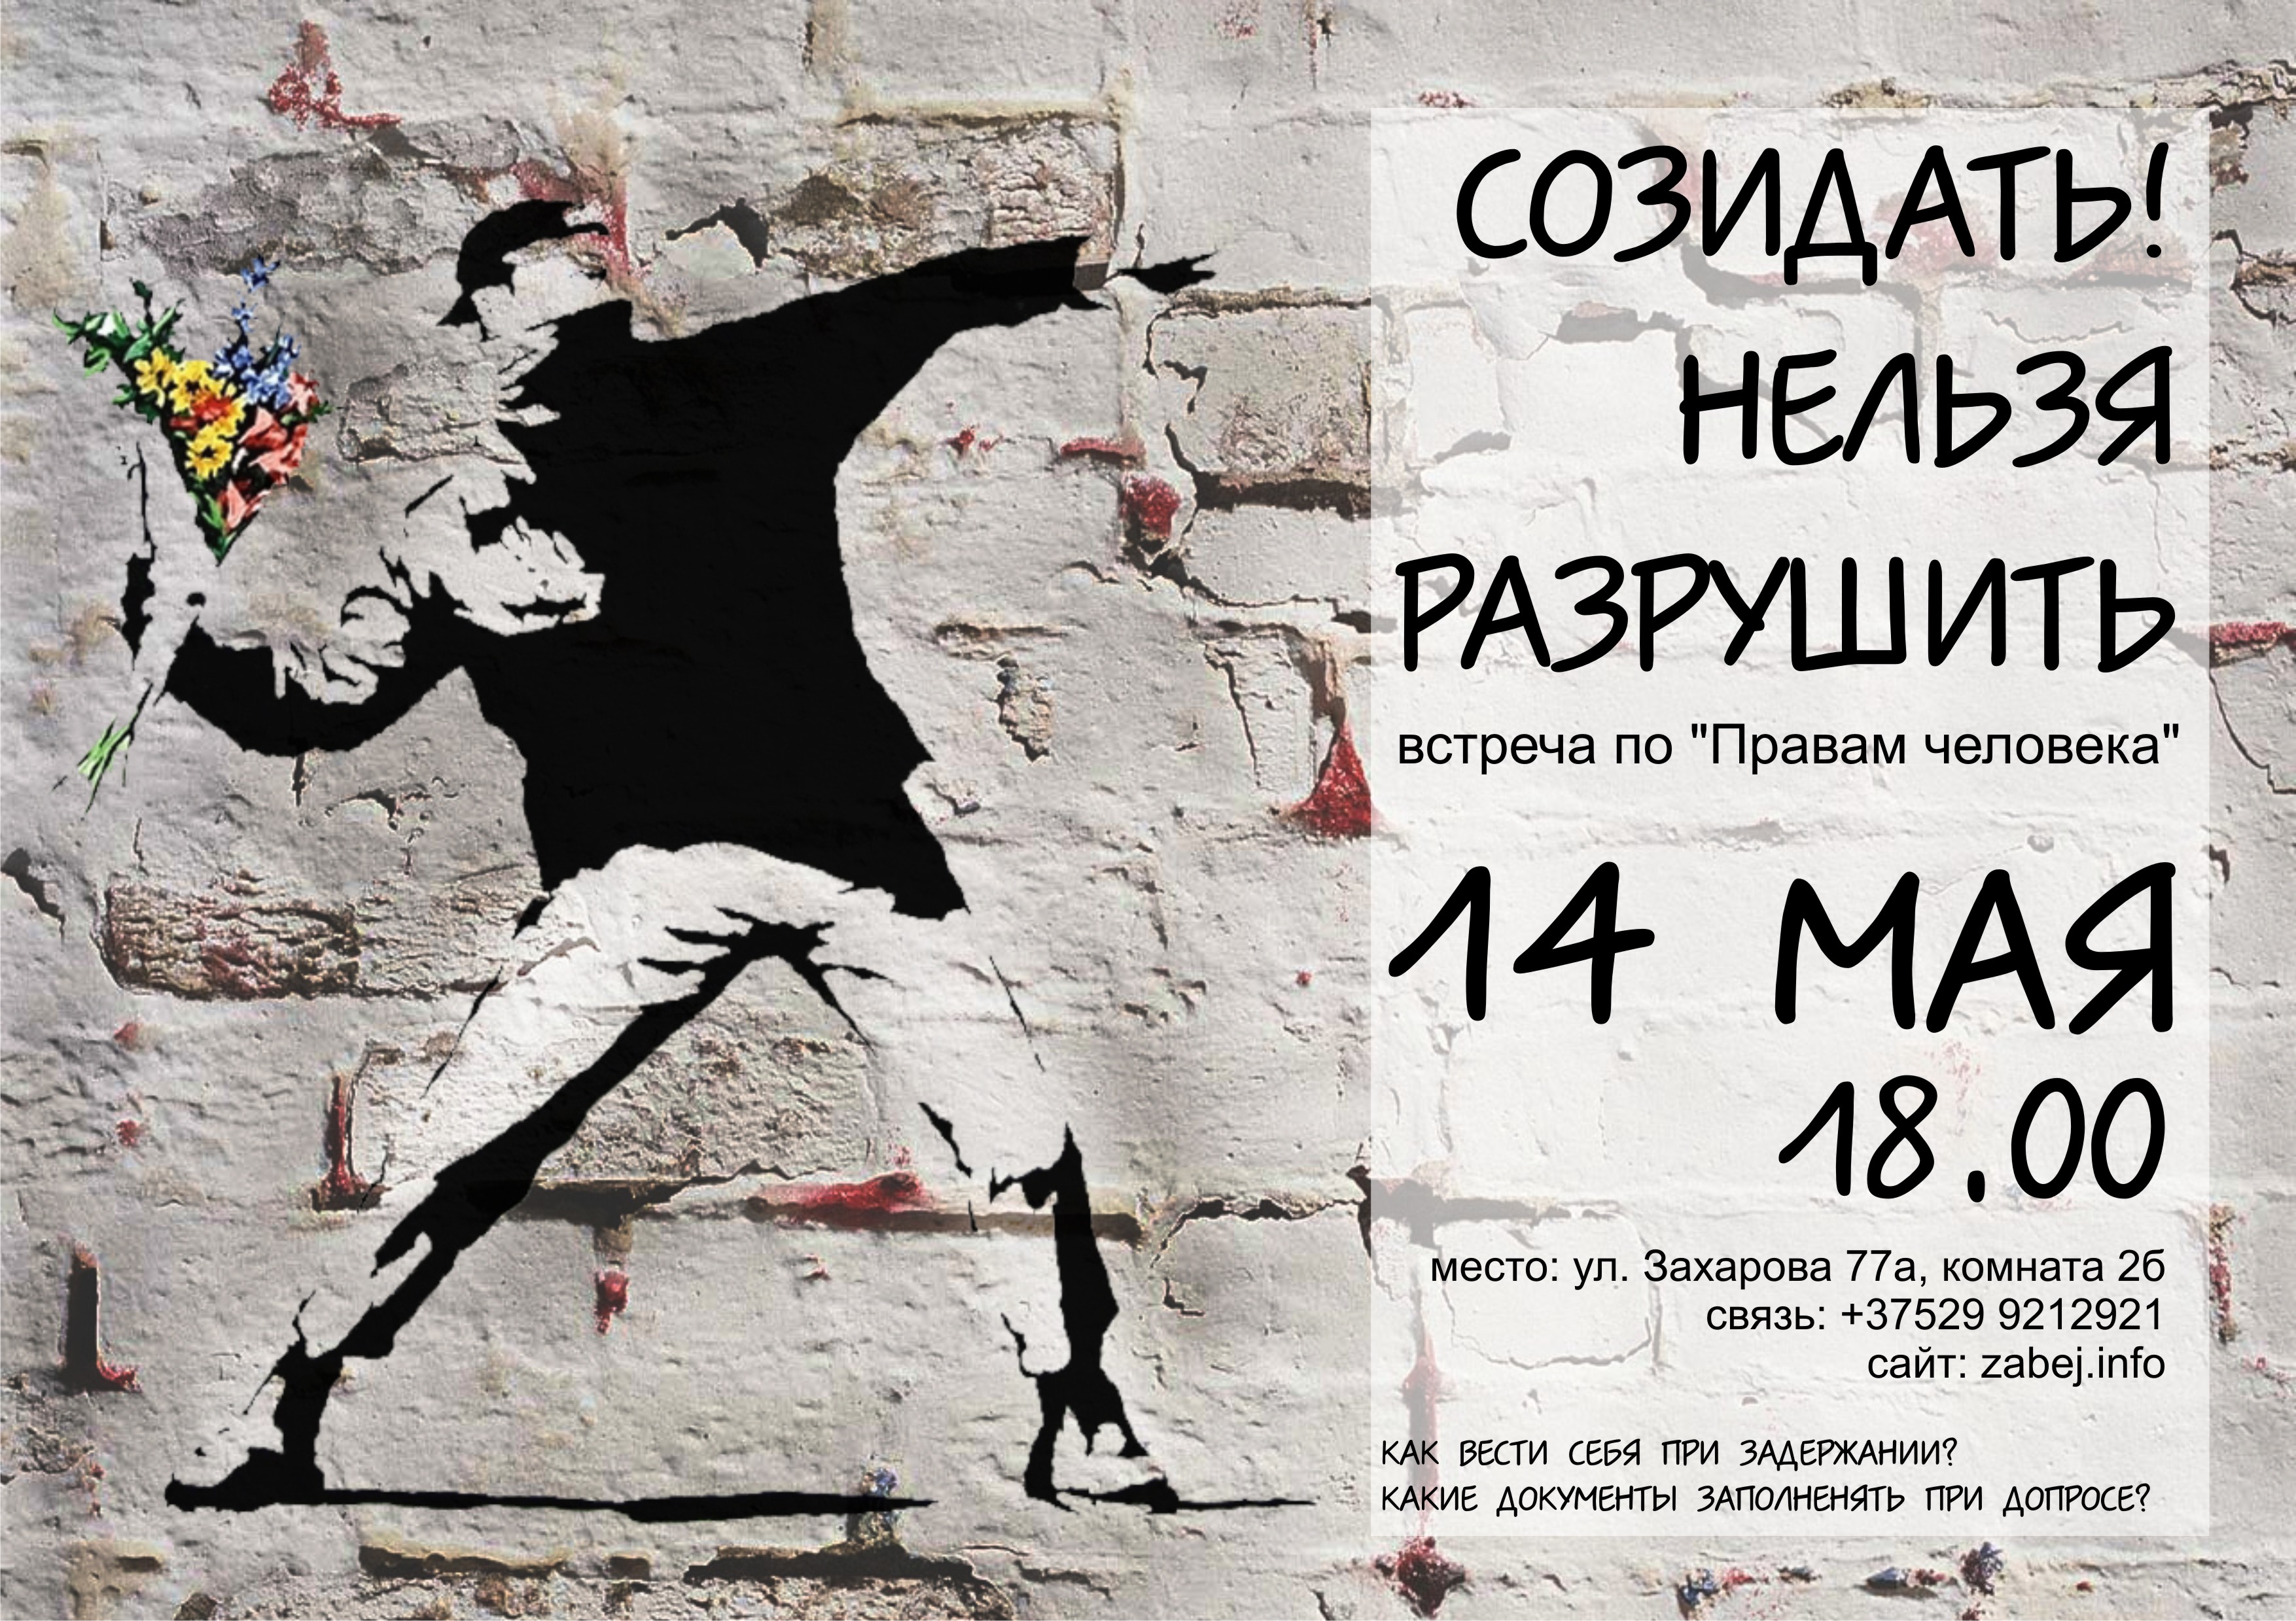 СОЗИДАТЬ!
НЕЛЬЗЯ
РАЗРУШИТЬ
встреча по "Правам человека"
14 МАЯ
18.00
место: ул. Захарова 77а, комната 2б
связь: +37529 9212921
сайт: zabej.info
КАК ВЕСТИ СЕБЯ ПРИ ЗАДЕРЖАНИИ?
КАКИЕ ДОКУМЕНТЫ ЗАПОЛНЕНЯТЬ ПРИ ДОПРОСЕ?